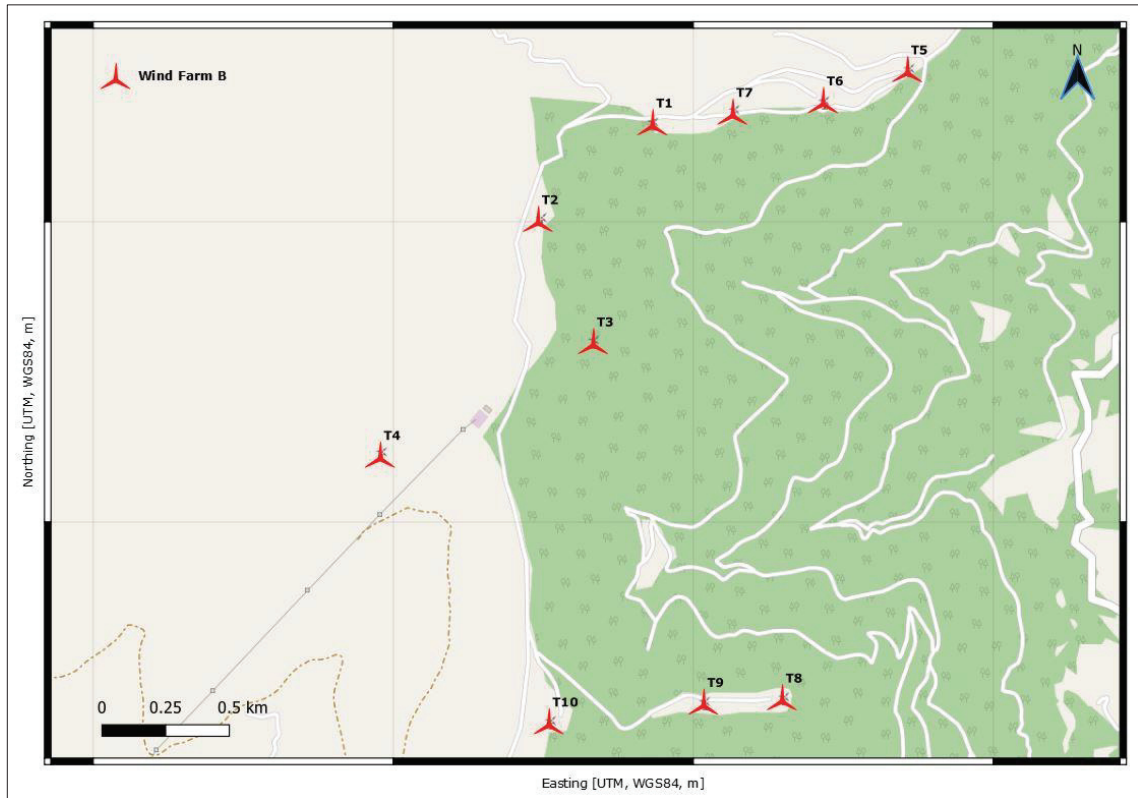 Wind Farm B
T5
N
T6
T7
T1
T2
T3
T4
T8
T9
T10
0 0.25 0.5 km
Northing [UTM, WGS84, m]
Easting [UTM, WGS84, m]